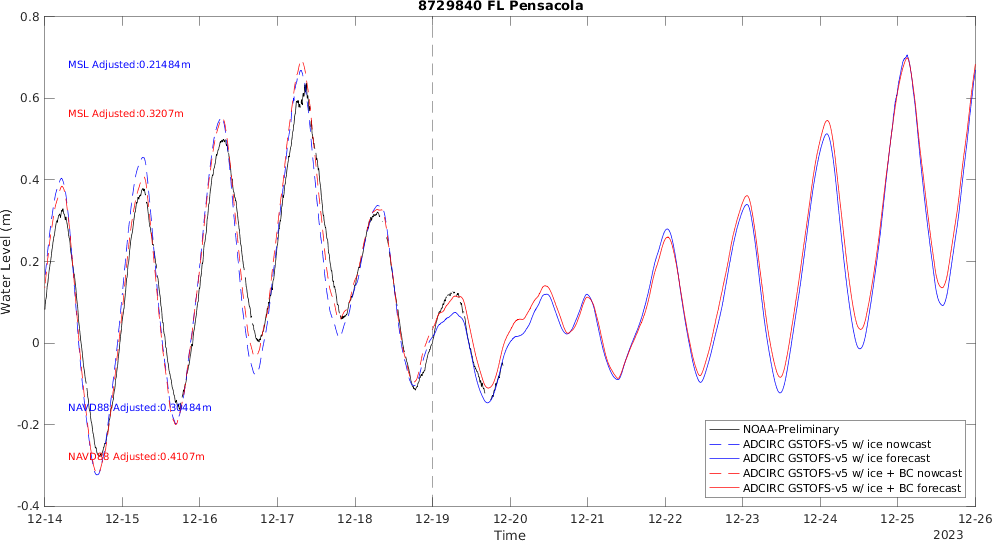 8729840 FL Pensacola
0.8
0.6
0.4
0.2
0
-0.2
-0.4
Water Level (m)
MSL Adjusted:0.21484m
MSL Adjusted:0.3207m
NAVD88 Adjusted:0.30484m
NAVD88 Adjusted:0.4107m
NOAA-Preliminary
ADCIRC GSTOFS-v5 w/ ice nowcast
ADCIRC GSTOFS-v5 w/ ice forecast
ADCIRC GSTOFS-v5 w/ ice + BC nowcast
ADCIRC GSTOFS-v5 w/ ice + BC forecast
12-14 12-15 12-16 12-17 12-18 12-19 12-20 12-21 12-22 12-23 12-24 12-25 12-26
Time
2023